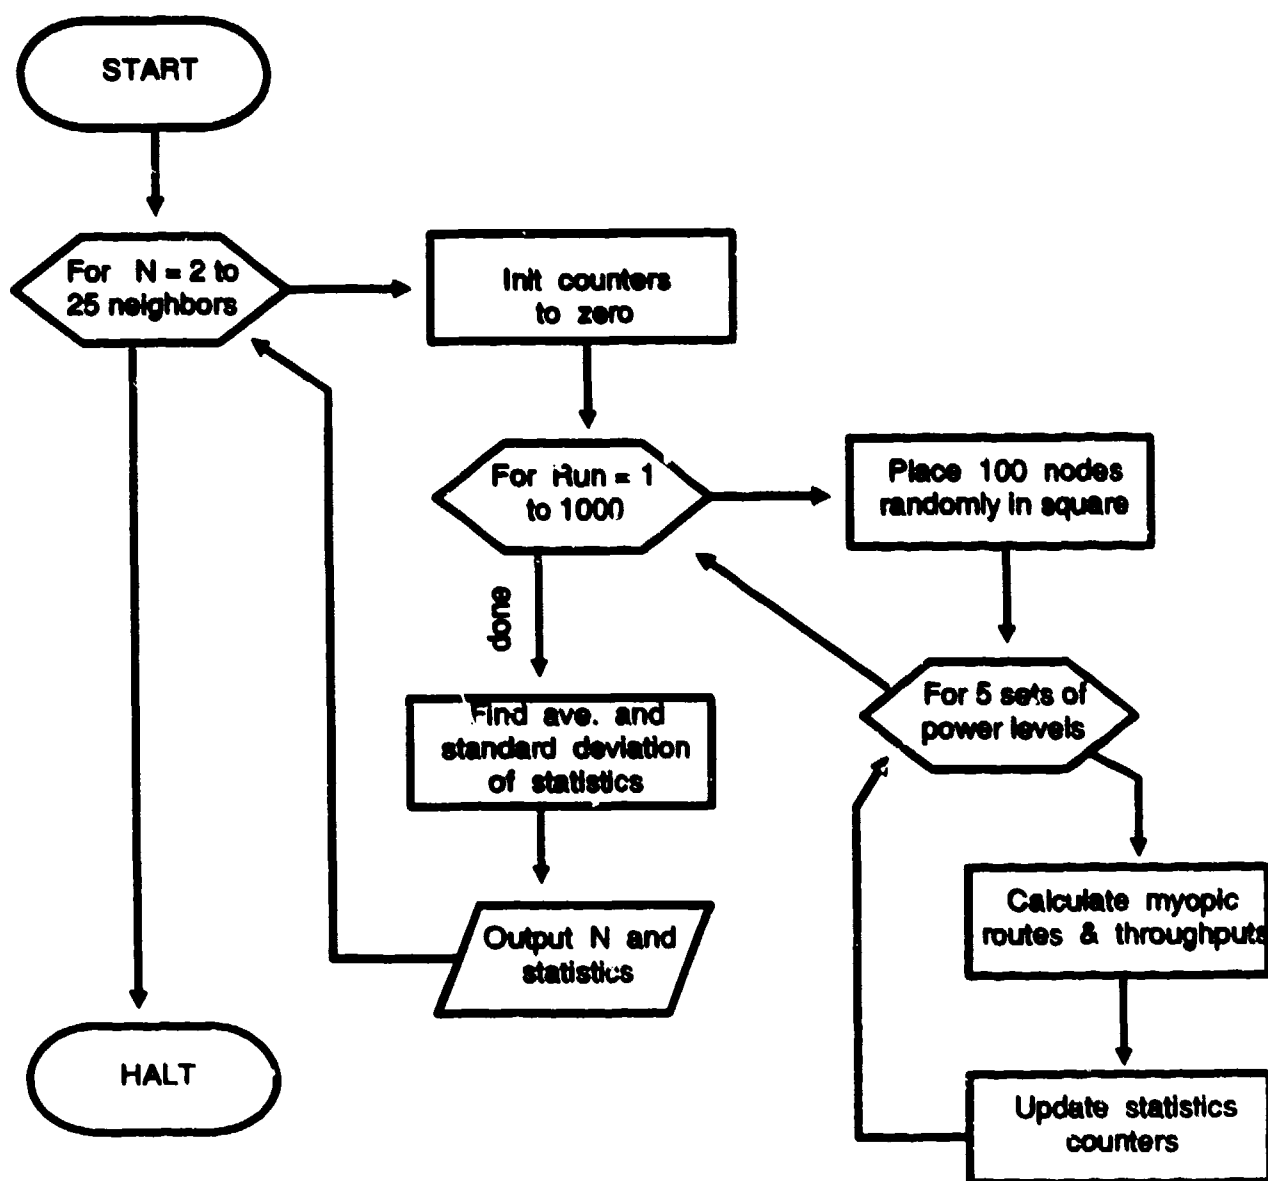 START
For N = 2 to
25 neighbors
Init counters
to zero
For Run = 1
to 1000
Place 100 nodes
randomly in square
done
For 5 sets of
power levels
Find ave. and
standard deviation
of statistics
Calculate myopic
routes & throughputs
Output N and
statistics
HALT
Update statistics
counters